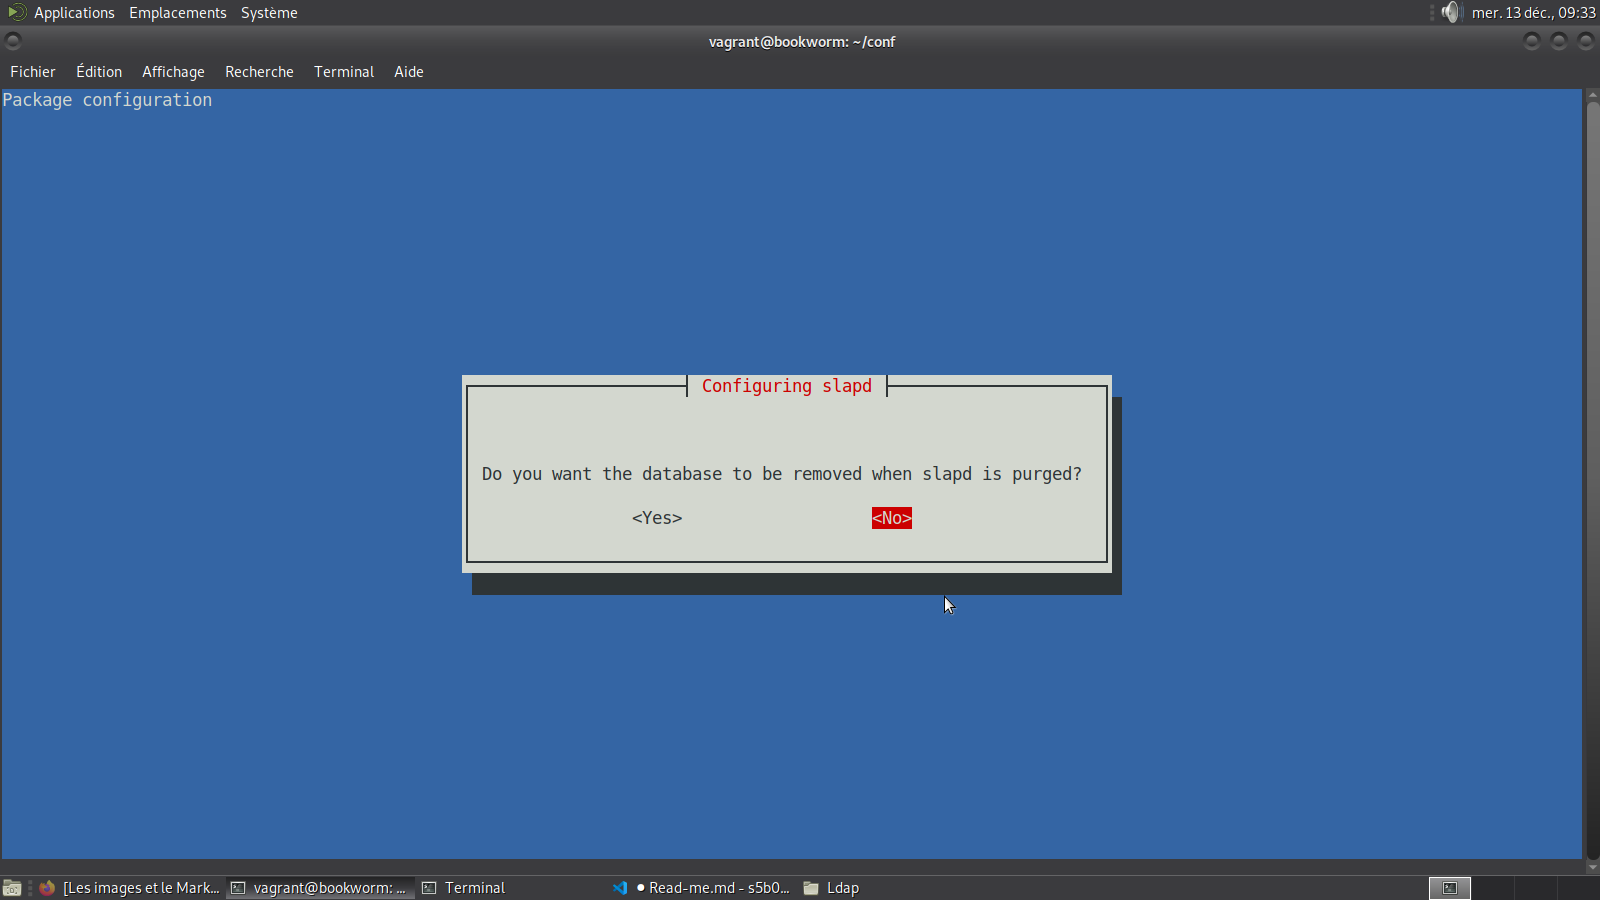 Applications Emplacements Système mer. 13 déc., 09:33
vagrant@bookworm: ~/conf
Fichier Édition Affichage Recherche Terminal Aide
Package configuration
Configuring slapd
Do you want the database to be removed when slapd is purged?
<Yes> <No>
[Les images et le Mark... vagrant@bookworm: ... Terminal ● Read-me.md - s5b0... Ldap